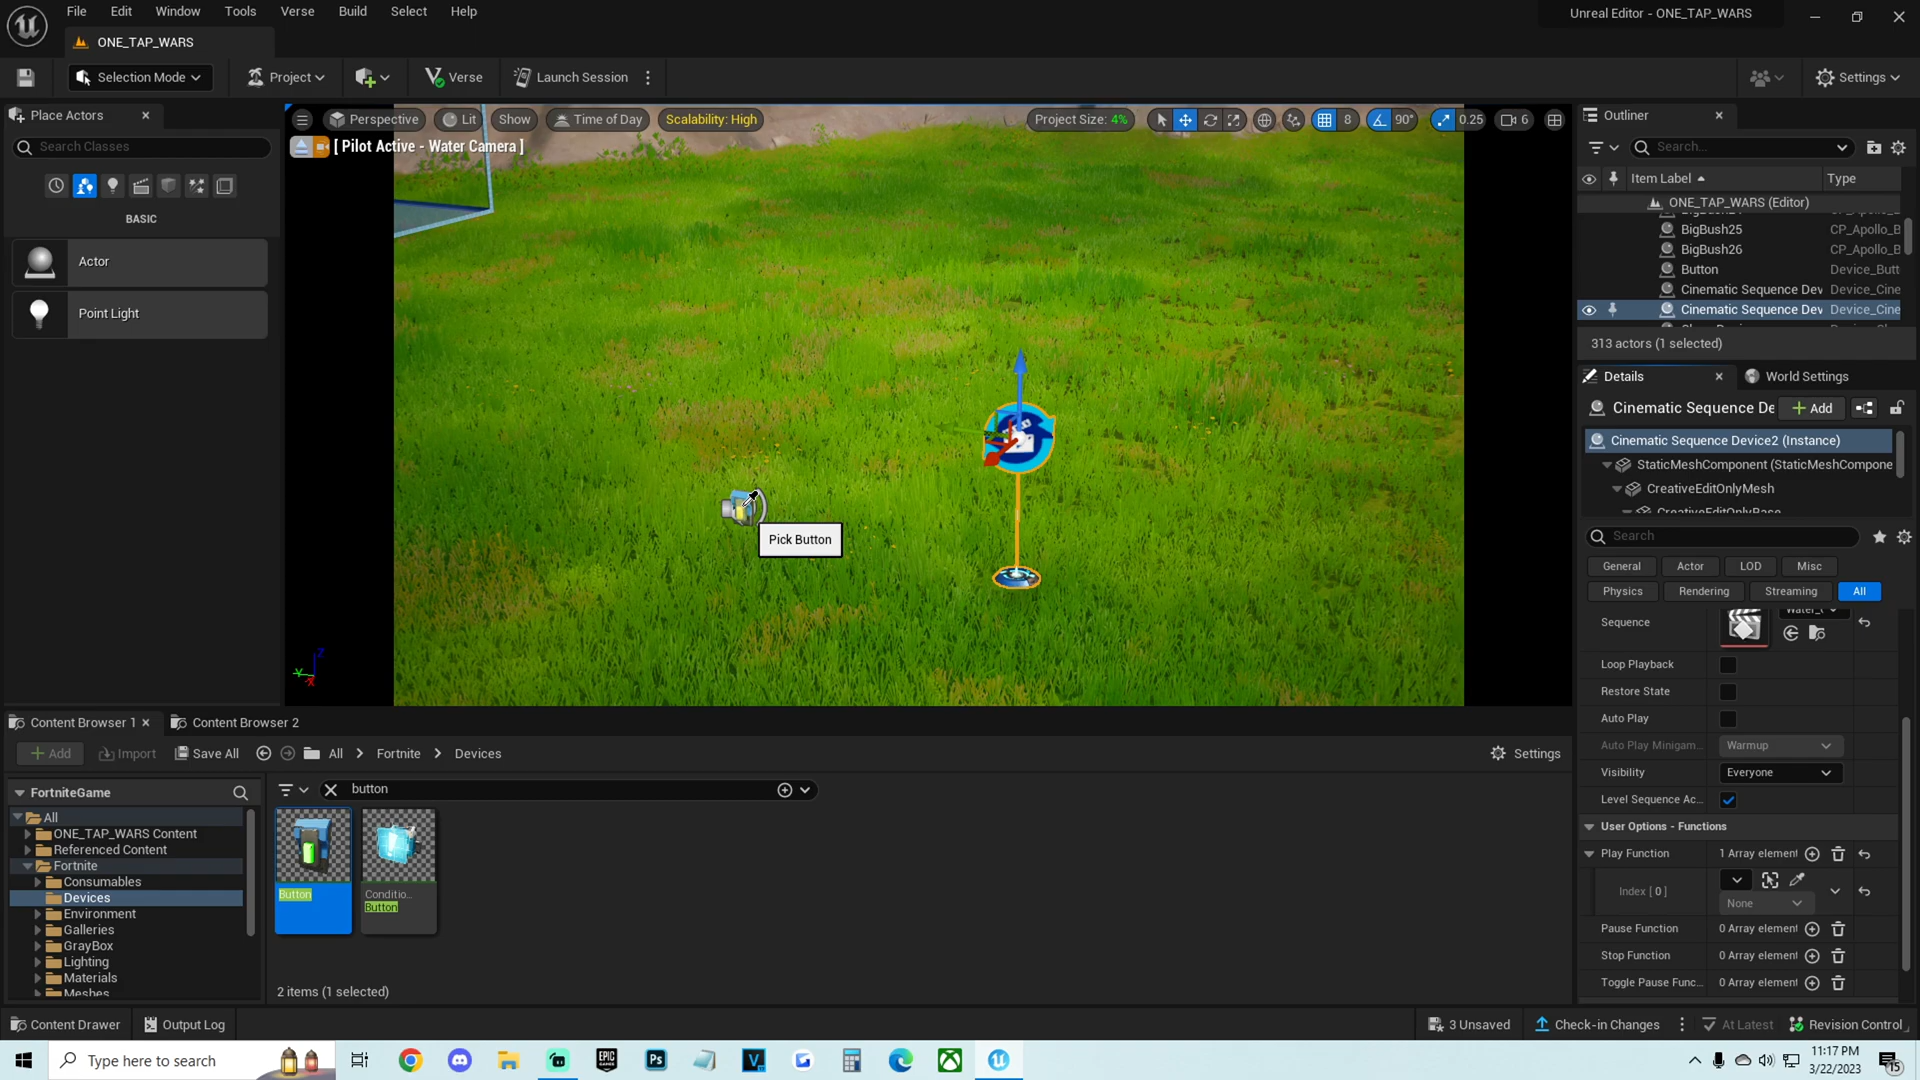 File Edit Window Tools Verse Build Select Help
Unreal Editor - ONE_TAP_WARS
ONE_TAP_WARS
Selection Mode
Project
Verse
Launch Session
Settings
Place Actors
Search Classes
BASIC
Actor
Point Light
Perspective
Lit
Show
Time of Day
Scalability: High
Project Size: 4%
8
90°
0.25
6
[ Pilot Active - Water Camera ]
Pick Button
Outliner
Search...
Item Label
Type
ONE_TAP_WARS (Editor)
BigBush25 CP_Apollo_B
BigBush26 CP_Apollo_B
Button Device_Butt
Cinematic Sequence Dev Device_Cine
Cinematic Sequence Dev Device_Cine
313 actors (1 selected)
Details
World Settings
Cinematic Sequence De
Add
Cinematic Sequence Device2 (Instance)
StaticMeshComponent (StaticMeshCompone
CreativeEditOnlyMesh
CreativeEditOnlyBase
Search
General
Actor
LOD
Misc
Physics
Rendering
Streaming
All
Sequence
Loop Playback
Restore State
Auto Play
Auto Play Minigam...
Warmup
Visibility
Everyone
Level Sequence Ac...
User Options - Functions
Play Function
1 Array element
Index [ 0 ]
None
Pause Function
0 Array element
Stop Function
0 Array element
Toggle Pause Func...
0 Array element
Content Browser 1
Content Browser 2
Add
Import
Save All
All
Fortnite
Devices
Settings
FortniteGame
All
ONE_TAP_WARS Content
Referenced Content
Fortnite
Consumables
Devices
Environment
Galleries
GrayBox
Lighting
Materials
Meshes
button
Button
Conditio...
Button
2 items (1 selected)
Content Drawer
Output Log
3 Unsaved
Check-in Changes
At Latest
Revision Control
Type here to search
EPIC
GAMES
Ps
V
11:17 PM
3/22/2023
15